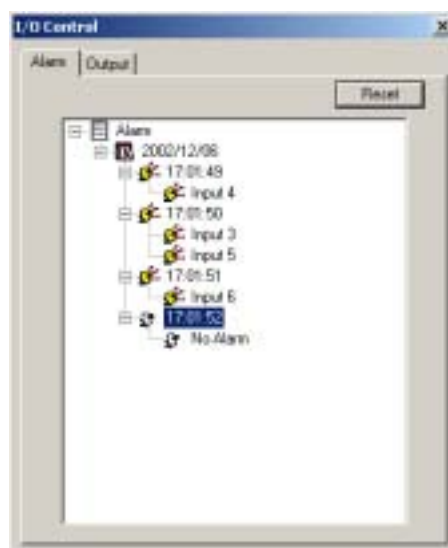 I/O Control
Alarm Output
Reset
Alarm
2002/12/06
17:01:49
Input 4
17:01:50
Input 3
Input 5
17:01:51
Input 6
17:01:52
No Alarm